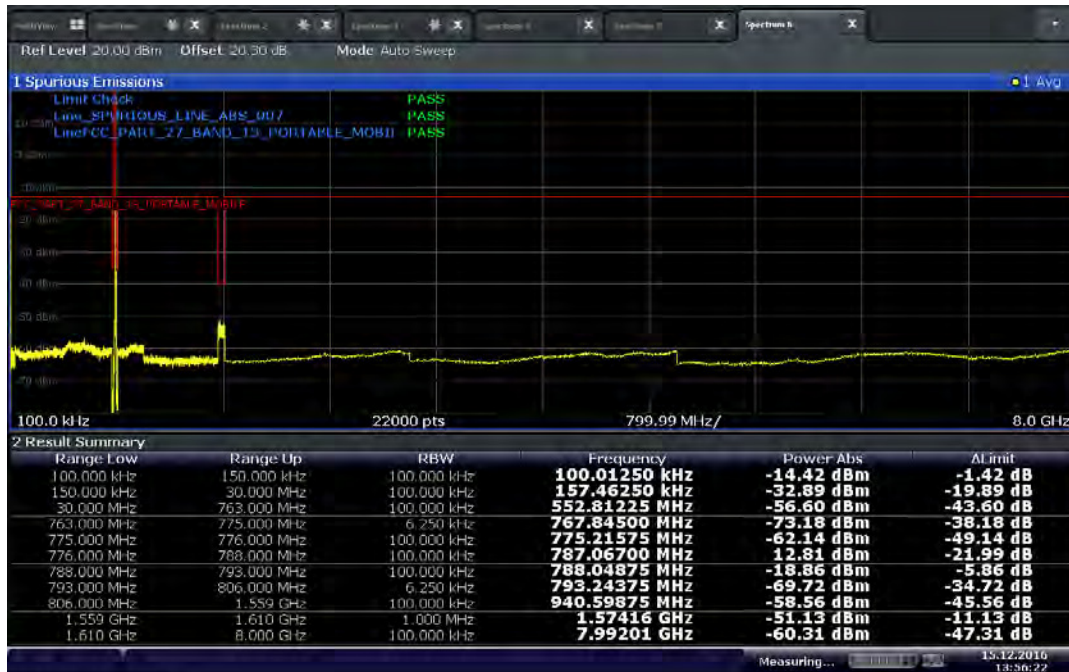 Spectrum 6
Ref Level 20.00 dBm Offset 20.30 dB Mode Auto Sweep
1 Spurious Emissions 1 Avg
Limit Check PASS
Line_SPURIOUS_LINE_ABS_007 PASS
LineFCC_PART_27_BAND_13_PORTABLE_MOBIL PASS
100.0 kHz 22000 pts 799.99 MHz/ 8.0 GHz
2 Result Summary
Range Low Range Up RBW Frequency Power Abs ΔLimit
100.000 kHz 150.000 kHz 100.000 kHz 100.01250 kHz -14.42 dBm -1.42 dB
150.000 kHz 30.000 MHz 100.000 kHz 157.46250 kHz -32.89 dBm -19.89 dB
30.000 MHz 763.000 MHz 100.000 kHz 552.81225 MHz -56.60 dBm -43.60 dB
763.000 MHz 775.000 MHz 6.250 kHz 767.84500 MHz -73.18 dBm -38.18 dB
775.000 MHz 776.000 MHz 100.000 kHz 775.21575 MHz -62.14 dBm -49.14 dB
776.000 MHz 788.000 MHz 100.000 kHz 787.06700 MHz 12.81 dBm -21.99 dB
788.000 MHz 793.000 MHz 100.000 kHz 788.04875 MHz -18.86 dBm -5.86 dB
793.000 MHz 806.000 MHz 6.250 kHz 793.24375 MHz -69.72 dBm -34.72 dB
806.000 MHz 1.559 GHz 100.000 kHz 940.59875 MHz -58.56 dBm -45.56 dB
1.559 GHz 1.610 GHz 1.000 MHz 1.57416 GHz -51.13 dBm -11.13 dB
1.610 GHz 8.000 GHz 100.000 kHz 7.99201 GHz -60.31 dBm -47.31 dB
Measuring... 15.12.2016
13:56:22